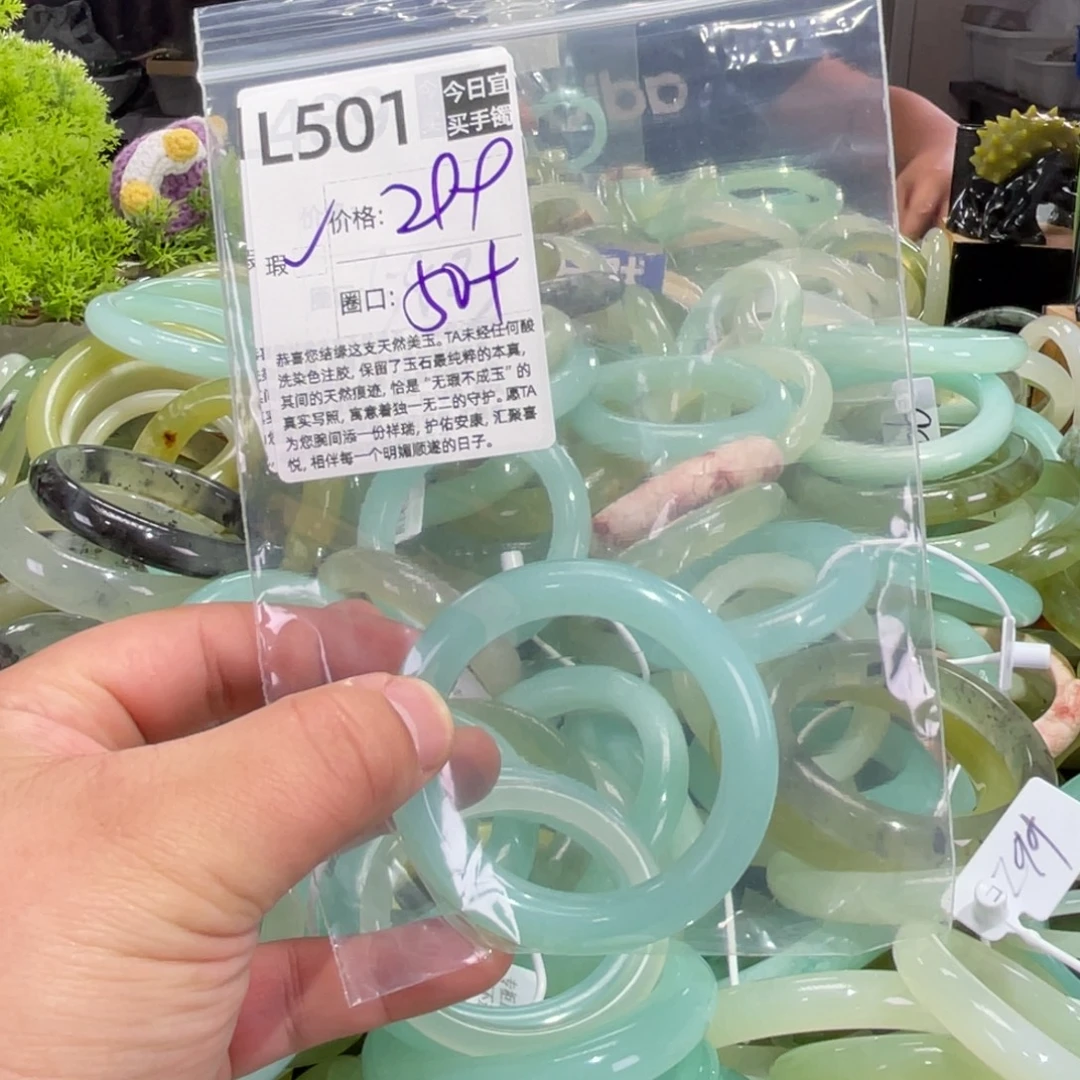 L501
今日宜
买手镯
价格: 299
瑕 ✓
圈口: 50+
恭喜您结缘这支天然美玉。TA未经任何酸
洗染色注胶, 保留了玉石最纯粹的本真,
其间的天然痕迹, 恰是“无瑕不成玉”的
真实写照, 寓意着独一无二的守护。愿TA
为您腕间添一份祥瑞, 护佑安康, 汇聚喜
悦, 相伴每一个明媚顺遂的日子。
299